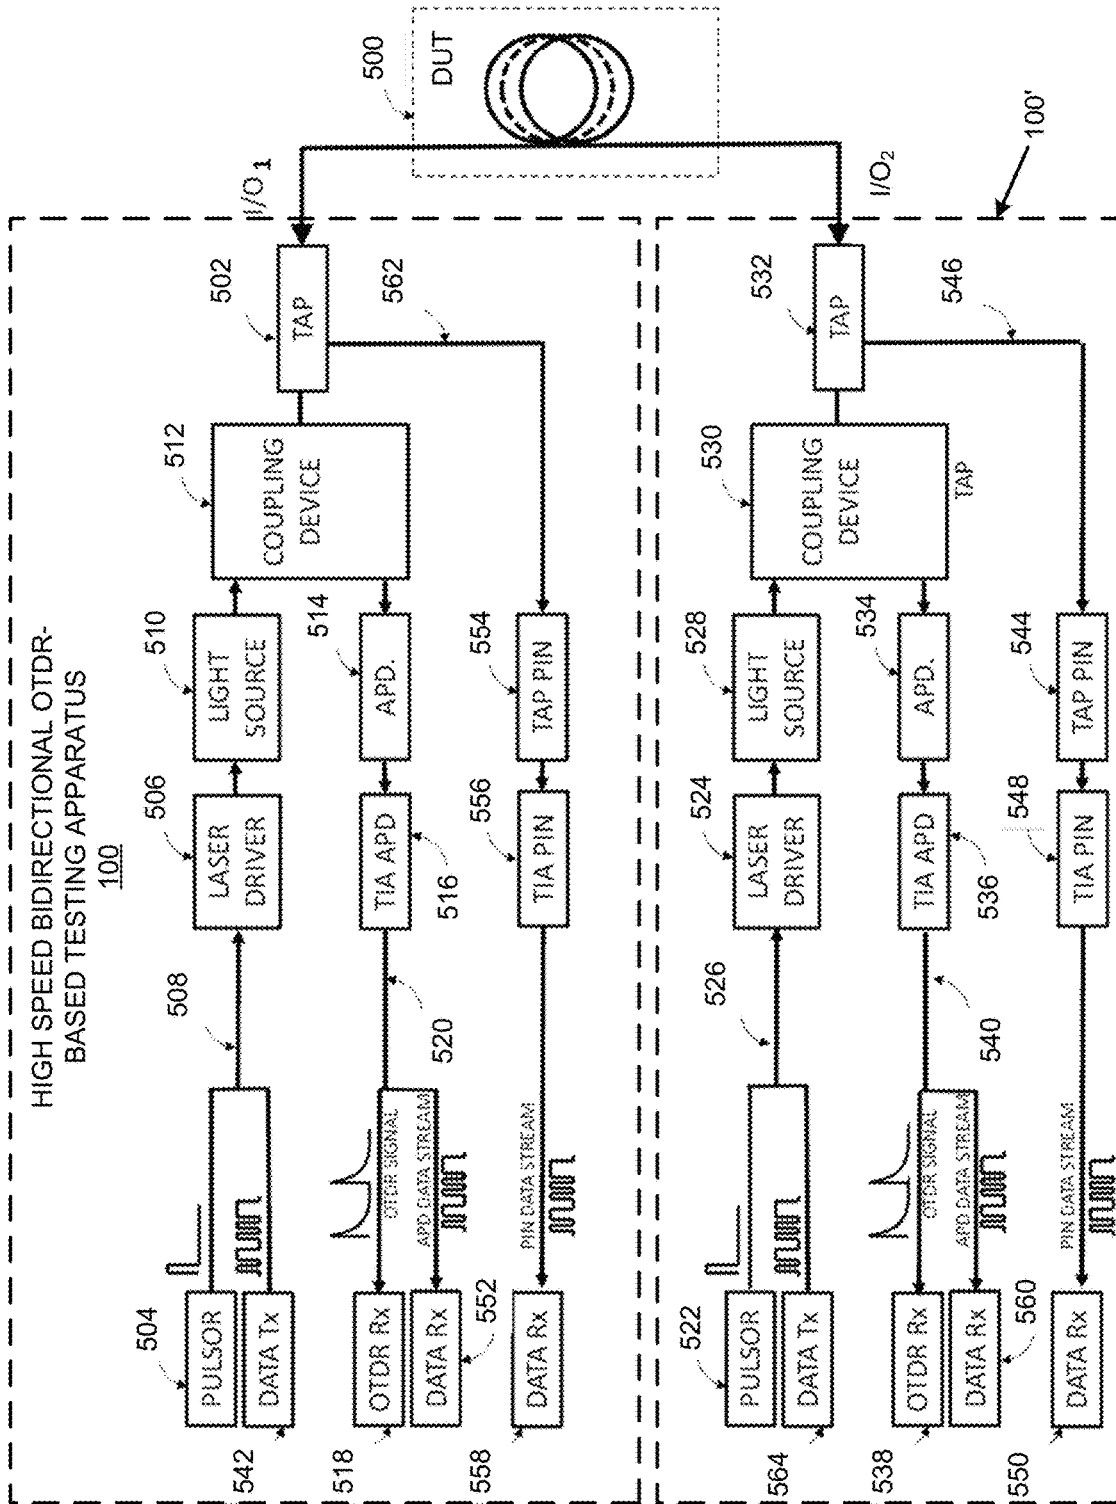 HIGH SPEED BIDIRECTIONAL OTDR-
BASED TESTING APPARATUS
100
504
PULSOR
DATA Tx
542
508
506
LASER
DRIVER
510
LIGHT
SOURCE
512
COUPLING
DEVICE
502
TAP
I/O1
500
DUT
518
OTDR Rx
DATA Rx
552
OTDR SIGNAL
APD DATA STREAM
520
TIA APD
516
514
APD.
562
558
DATA Rx
PIN DATA STREAM
556
TIA PIN
554
TAP PIN
522
PULSOR
DATA Tx
564
526
524
LASER
DRIVER
528
LIGHT
SOURCE
530
COUPLING
DEVICE
TAP
532
TAP
I/O2
100'
538
OTDR Rx
DATA Rx
560
OTDR SIGNAL
APD DATA STREAM
540
TIA APD
536
534
APD.
546
550
DATA Rx
PIN DATA STREAM
548
TIA PIN
544
TAP PIN